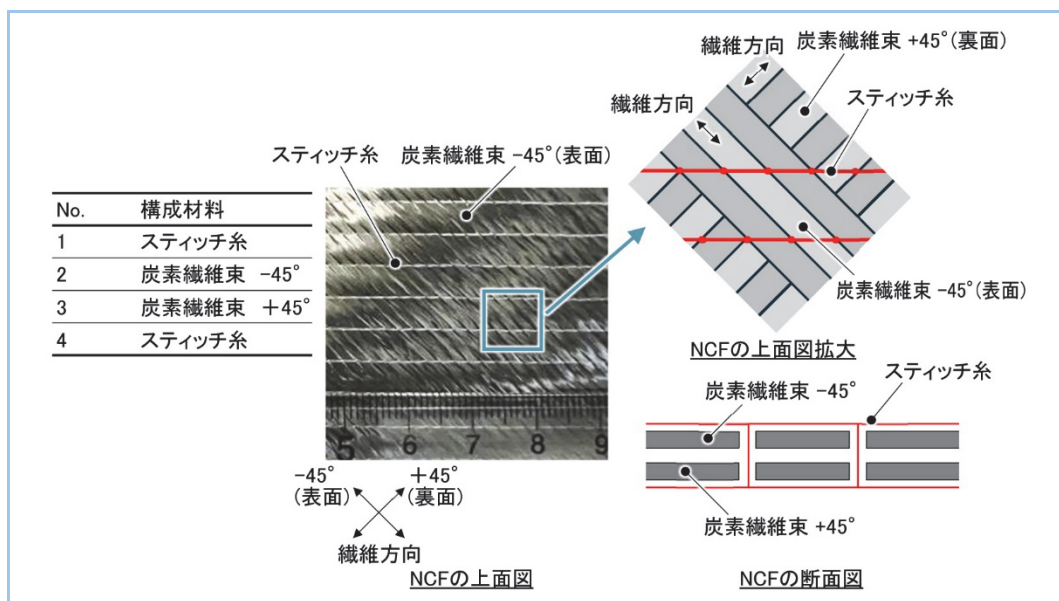 No. 構成材料
1 スティッチ糸
2 炭素繊維束 −45°
3 炭素繊維束 ＋45°
4 スティッチ糸
スティッチ糸
炭素繊維束 −45°(表面)
5 6 7 8 9
−45°
(表面)
＋45°
(裏面)
繊維方向
NCFの上面図
繊維方向
炭素繊維束 +45°(裏面)
繊維方向
スティッチ糸
炭素繊維束 −45°(表面)
NCFの上面図拡大
スティッチ糸
炭素繊維束 −45°
炭素繊維束 +45°
NCFの断面図